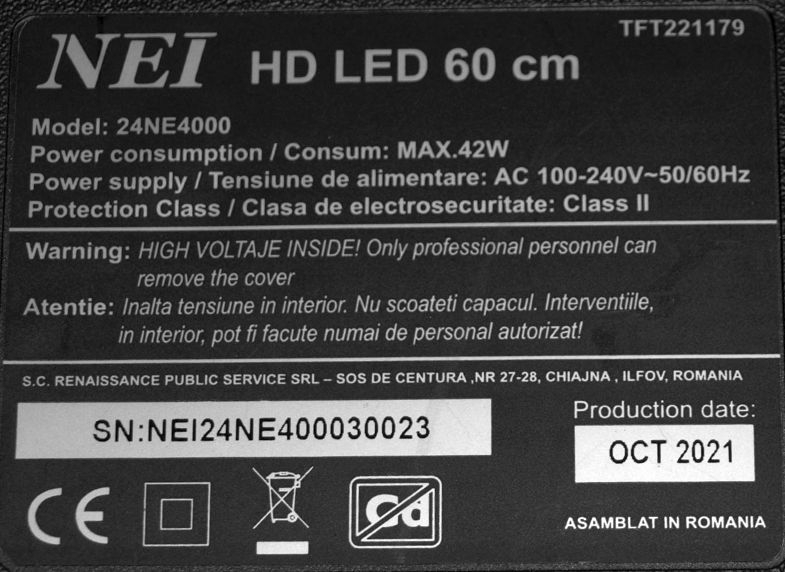 TFT221179
NEI HD LED 60 cm
Model: 24NE4000
Power consumption / Consum: MAX.42W
Power supply / Tensiune de alimentare: AC 100-240V~50/60Hz
Protection Class / Clasa de electrosecuritate: Class II
Warning: HIGH VOLTAJE INSIDE! Only professional personnel can
remove the cover
Atentie: Inalta tensiune in interior. Nu scoateti capacul. Interventiile,
in interior, pot fi facute numai de personal autorizat!
S.C. RENAISSANCE PUBLIC SERVICE SRL – SOS DE CENTURA ,NR 27-28, CHIAJNA , ILFOV, ROMANIA
SN:NEI24NE400030023
Production date:
OCT 2021
CE
Cd
ASAMBLAT IN ROMANIA